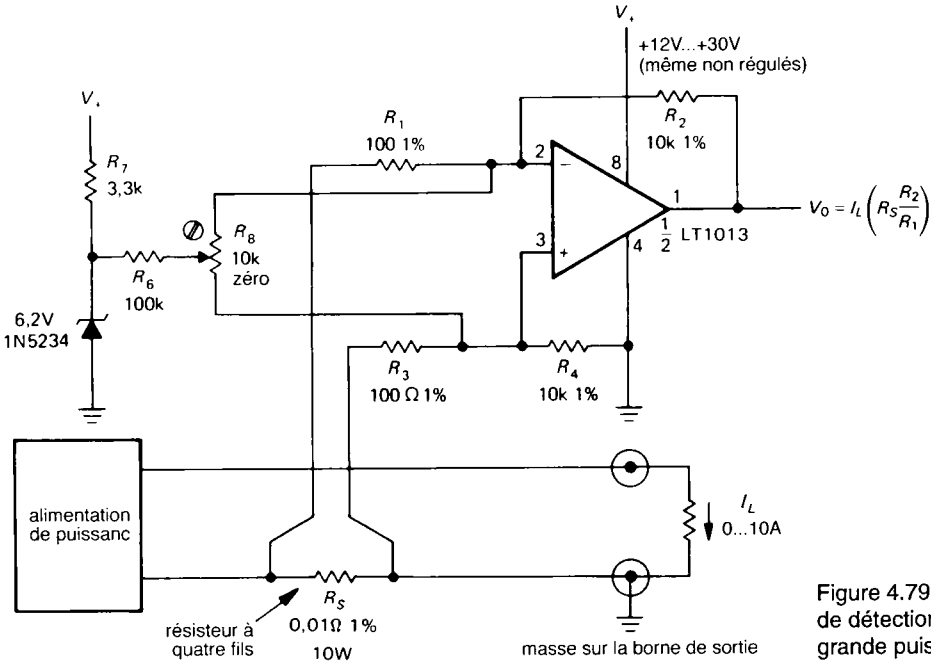 V+
+12V...+30V
(même non régulés)
V+
R1
100 1%
R2
10k 1%
R7
3,3k
2
−
8
1
V0 = IL (RS R2/R1)
R8
10k
zéro
3
+
4
1/2 LT1013
R6
100k
6,2V
1N5234
R3
100 Ω 1%
R4
10k 1%
alimentation
de puissanc
IL
0...10A
RS
0,01Ω 1%
10W
résisteur à
quatre fils
masse sur la borne de sortie
Figure 4.79
de détection
grande puis